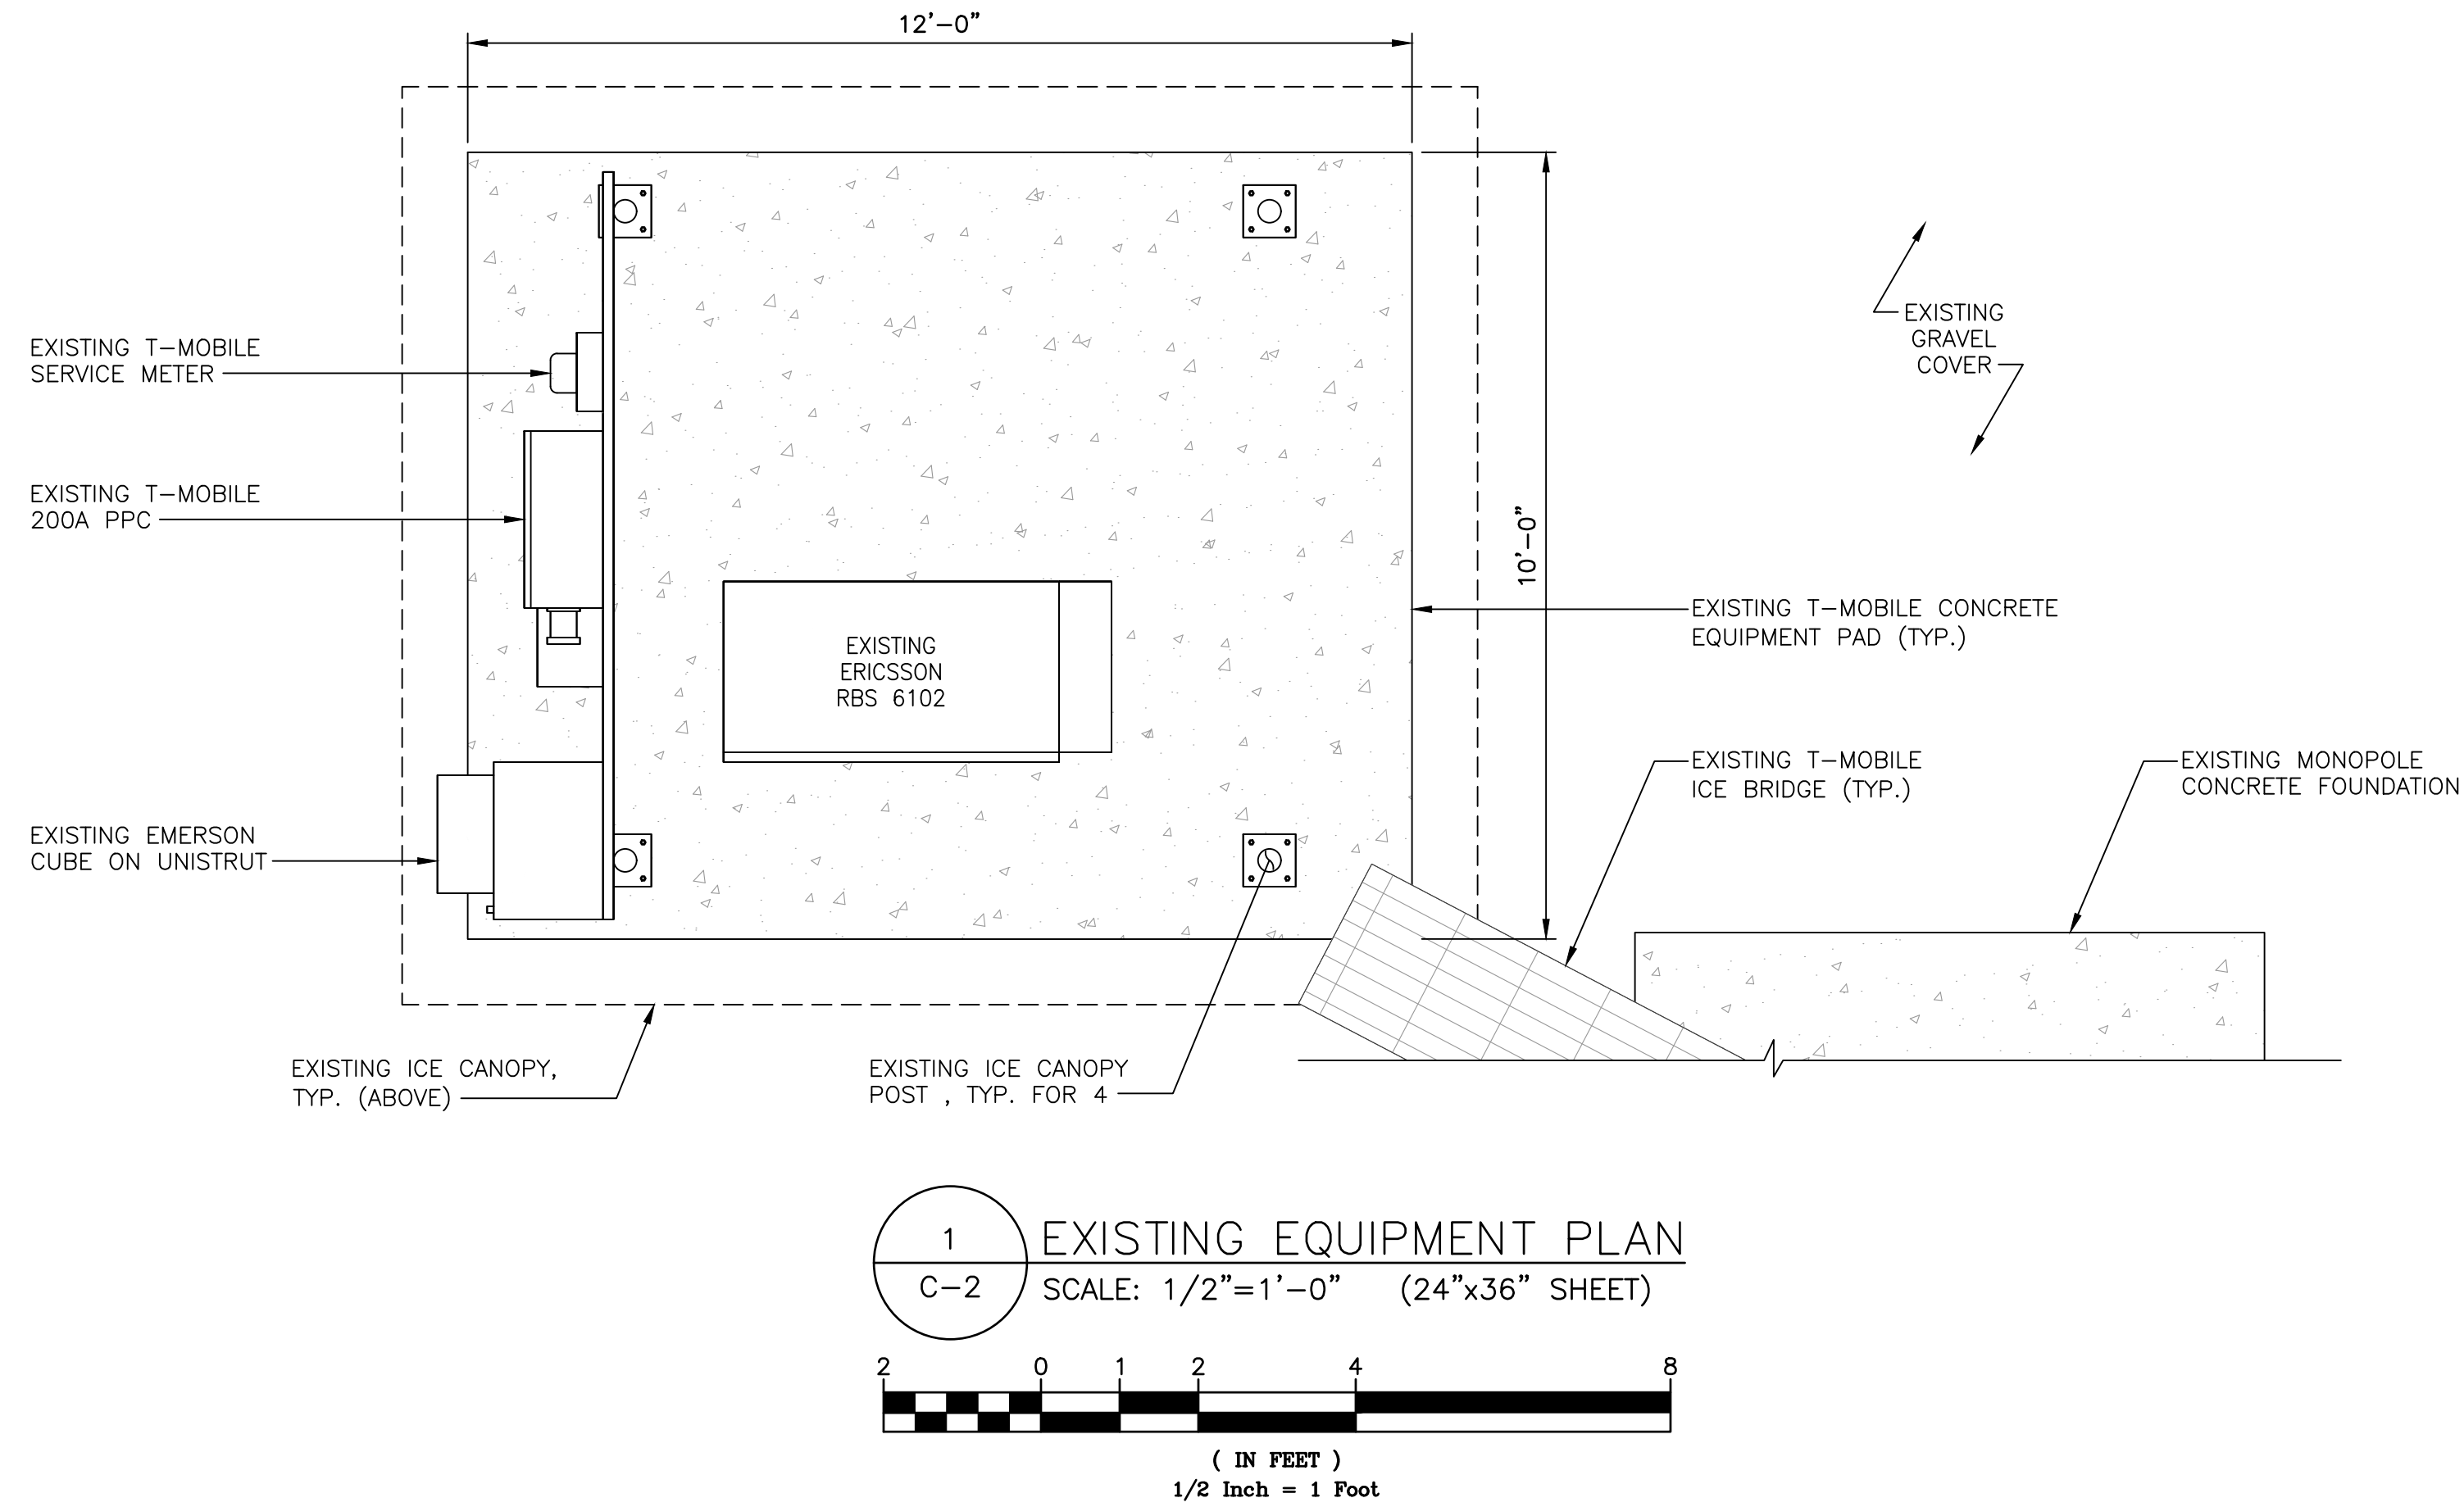 12'-0"
EXISTING
GRAVEL
COVER
EXISTING T-MOBILE
SERVICE METER
EXISTING T-MOBILE
200A PPC
10'-0"
EXISTING T-MOBILE CONCRETE
EQUIPMENT PAD (TYP.)
EXISTING
ERICSSON
RBS 6102
EXISTING T-MOBILE
ICE BRIDGE (TYP.)
EXISTING MONOPOLE
CONCRETE FOUNDATION
EXISTING EMERSON
CUBE ON UNISTRUT
EXISTING ICE CANOPY,
TYP. (ABOVE)
EXISTING ICE CANOPY
POST , TYP. FOR 4
1
C-2
EXISTING EQUIPMENT PLAN
SCALE: 1/2"=1'-0" (24"x36" SHEET)
2 0 1 2 4 8
( IN FEET )
1/2 Inch = 1 Foot